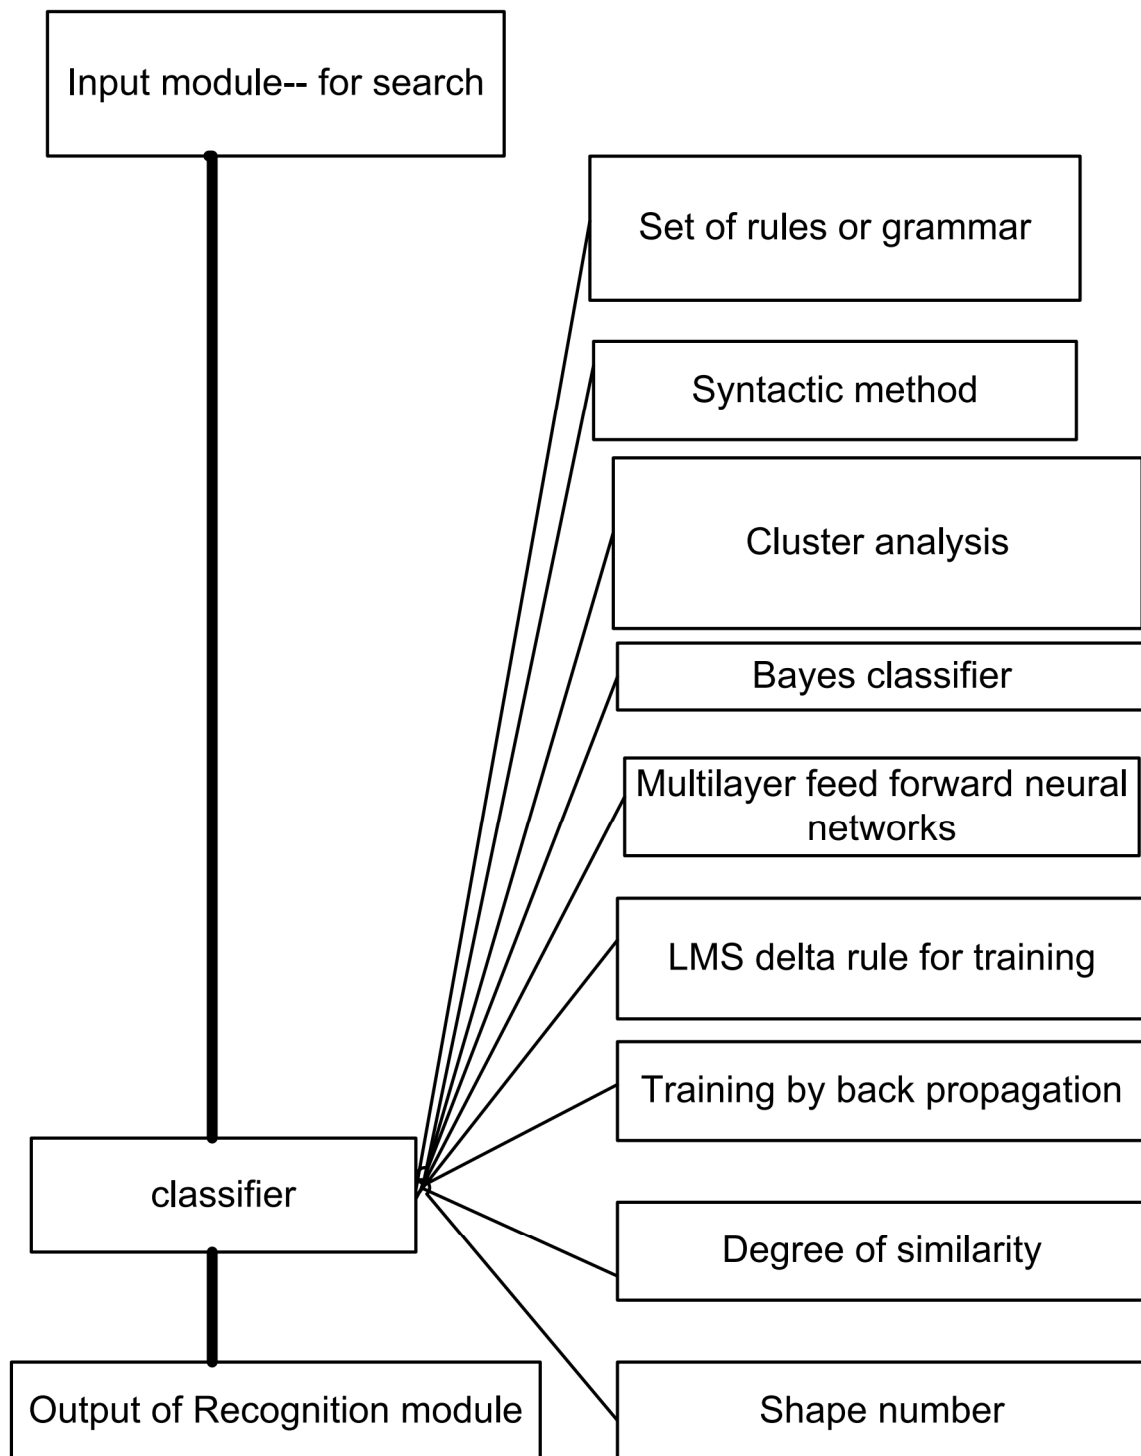 Input module-- for search
Set of rules or grammar
Syntactic method
Cluster analysis
Bayes classifier
Multilayer feed forward neural
networks
LMS delta rule for training
Training by back propagation
classifier
Degree of similarity
Output of Recognition module
Shape number